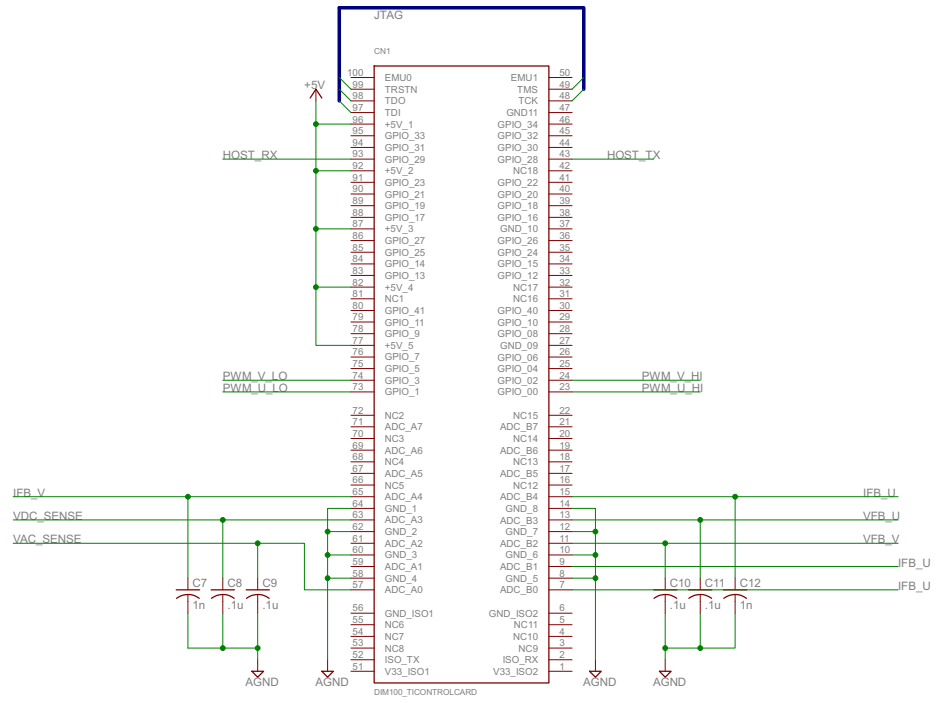 JTAG
CN1
+5V
100 EMU0 EMU1 50
99 TRSTN TMS 49
98 TDO TCK 48
97 TDI GND11 47
96 +5V_1 GPIO_34 46
95 GPIO_33 GPIO_32 45
94 GPIO_31 GPIO_30 44
HOST_RX 93 GPIO_29 GPIO_28 43 HOST_TX
92 +5V_2 NC18 42
91 GPIO_23 GPIO_22 41
90 GPIO_21 GPIO_20 40
89 GPIO_19 GPIO_18 39
88 GPIO_17 GPIO_16 38
87 +5V_3 GND_10 37
86 GPIO_27 GPIO_26 36
85 GPIO_25 GPIO_24 35
84 GPIO_14 GPIO_15 34
83 GPIO_13 GPIO_12 33
82 +5V_4 NC17 32
81 NC1 NC16 31
80 GPIO_41 GPIO_40 30
79 GPIO_11 GPIO_10 29
78 GPIO_9 GPIO_08 28
77 +5V_5 GND_09 27
76 GPIO_7 GPIO_06 26
75 GPIO_5 GPIO_04 25
PWM_V_LO 74 GPIO_3 GPIO_02 24 PWM_V_HI
PWM_U_LO 73 GPIO_1 GPIO_00 23 PWM_U_HI
72 NC2 NC15 22
71 ADC_A7 ADC_B7 21
70 NC3 NC14 20
69 ADC_A6 ADC_B6 19
68 NC4 NC13 18
67 ADC_A5 ADC_B5 17
66 NC5 NC12 16
IFB_V 65 ADC_A4 ADC_B4 15 IFB_U
64 GND_1 GND_8 14
VDC_SENSE 63 ADC_A3 ADC_B3 13 VFB_U
62 GND_2 GND_7 12
VAC_SENSE 61 ADC_A2 ADC_B2 11 VFB_V
60 GND_3 GND_6 10
59 ADC_A1 ADC_B1 9 IFB_U
58 GND_4 GND_5 8
57 ADC_A0 ADC_B0 7 IFB_U
C7 C8 C9 C10 C11 C12
1n .1u .1u .1u .1u 1n
56 GND_ISO1 GND_ISO2 6
55 NC6 NC11 5
54 NC7 NC10 4
53 NC8 NC9 3
52 ISO_TX ISO_RX 2
51 V33_ISO1 V33_ISO2 1
AGND AGND AGND AGND
DIM100_TICONTROLCARD